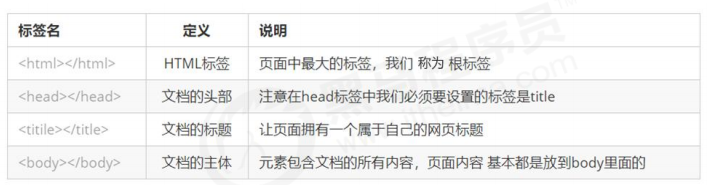 标签名 定义 说明
<html></html> HTML标签 页面中最大的标签，我们 称为 根标签
<head></head> 文档的头部 注意在head标签中我们必须要设置的标签是title
<titile></title> 文档的标题 让页面拥有一个属于自己的网页标题
<body></body> 文档的主体 元素包含文档的所有内容，页面内容 基本都是放到body里面的
黑马程序员